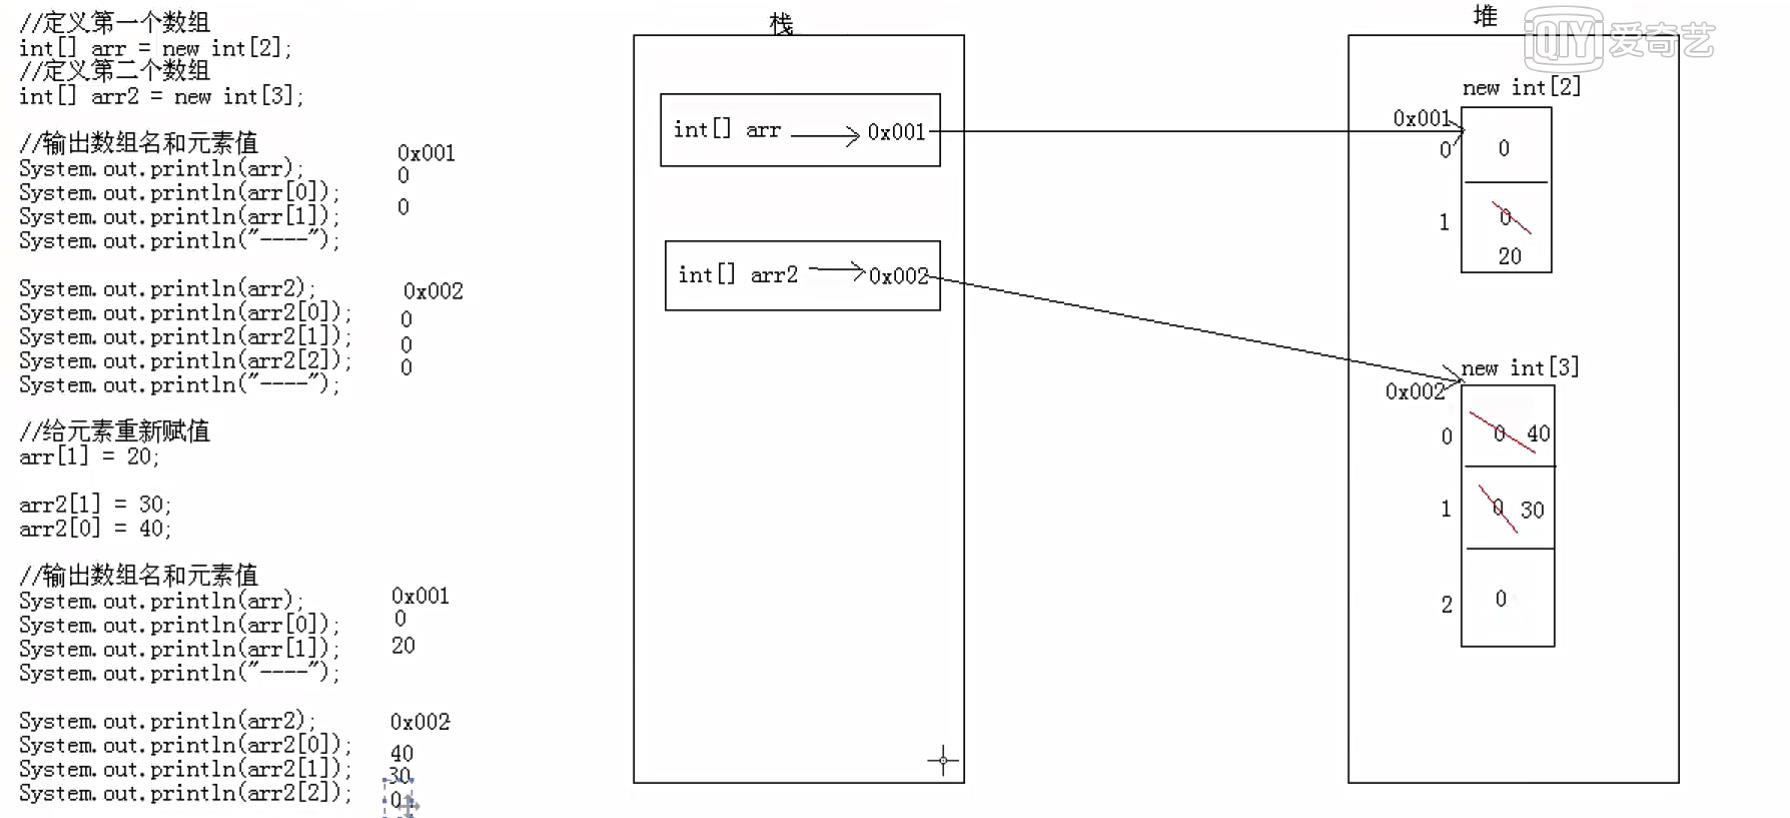 //定义第一个数组
int[] arr = new int[2];
//定义第二个数组
int[] arr2 = new int[3];
//输出数组名和元素值
System.out.println(arr); 0x001
System.out.println(arr[0]); 0
System.out.println(arr[1]); 0
System.out.println("----");
System.out.println(arr2); 0x002
System.out.println(arr2[0]); 0
System.out.println(arr2[1]); 0
System.out.println(arr2[2]); 0
System.out.println("----");
//给元素重新赋值
arr[1] = 20;
arr2[1] = 30;
arr2[0] = 40;
//输出数组名和元素值
System.out.println(arr); 0x001
System.out.println(arr[0]); 0
System.out.println(arr[1]); 20
System.out.println("----");
System.out.println(arr2); 0x002
System.out.println(arr2[0]); 40
System.out.println(arr2[1]); 30
System.out.println(arr2[2]); 0
栈
int[] arr 0x001
int[] arr2 0x002
堆
QIYI 爱奇艺
new int[2]
0x001
0 0
1 0
20
new int[3]
0x002
0 0 40
1 0 30
2 0